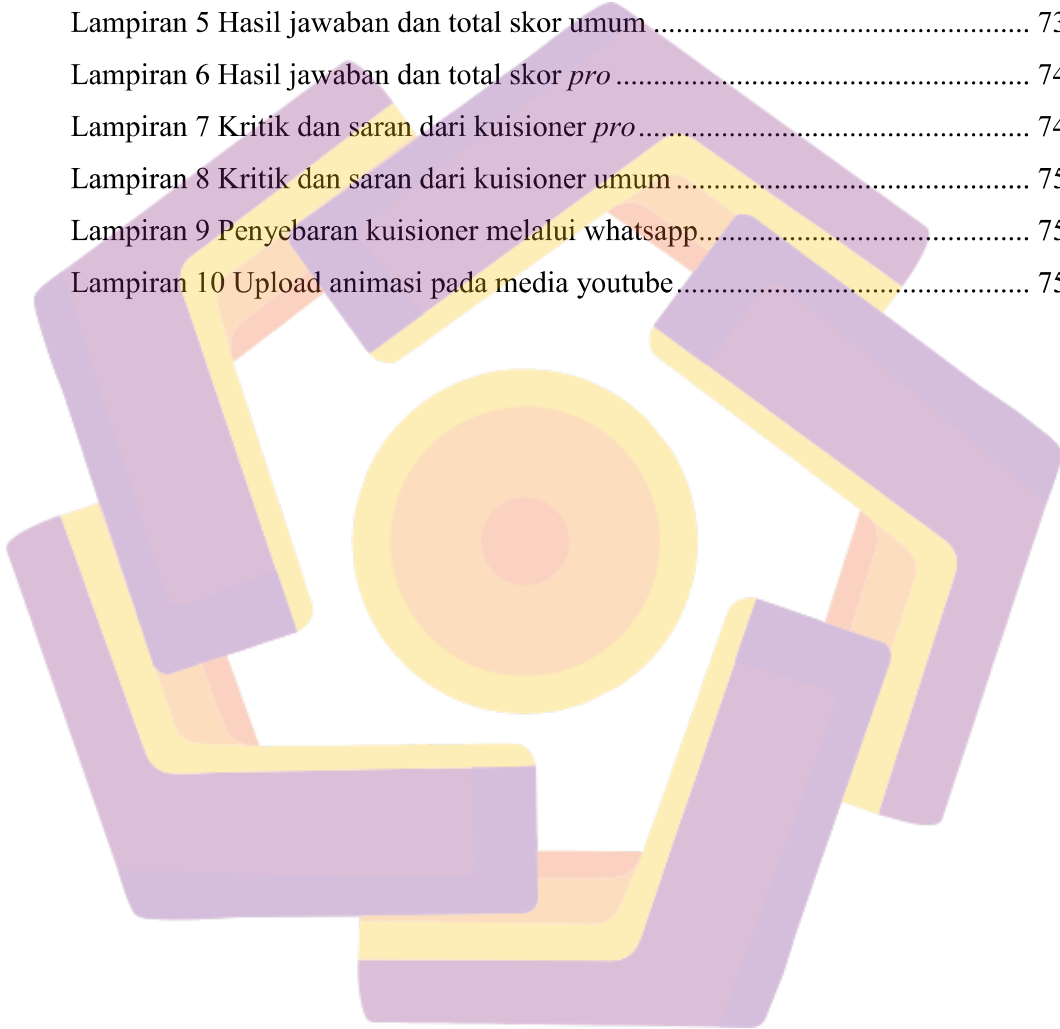 Lampiran 5 Hasil jawaban dan total skor umum .................................................. 73
Lampiran 6 Hasil jawaban dan total skor pro ....................................................... 74
Lampiran 7 Kritik dan saran dari kuisioner pro.................................................... 74
Lampiran 8 Kritik dan saran dari kuisioner umum ............................................... 75
Lampiran 9 Penyebaran kuisioner melalui whatsapp............................................ 75
Lampiran 10 Upload animasi pada media youtube............................................... 75